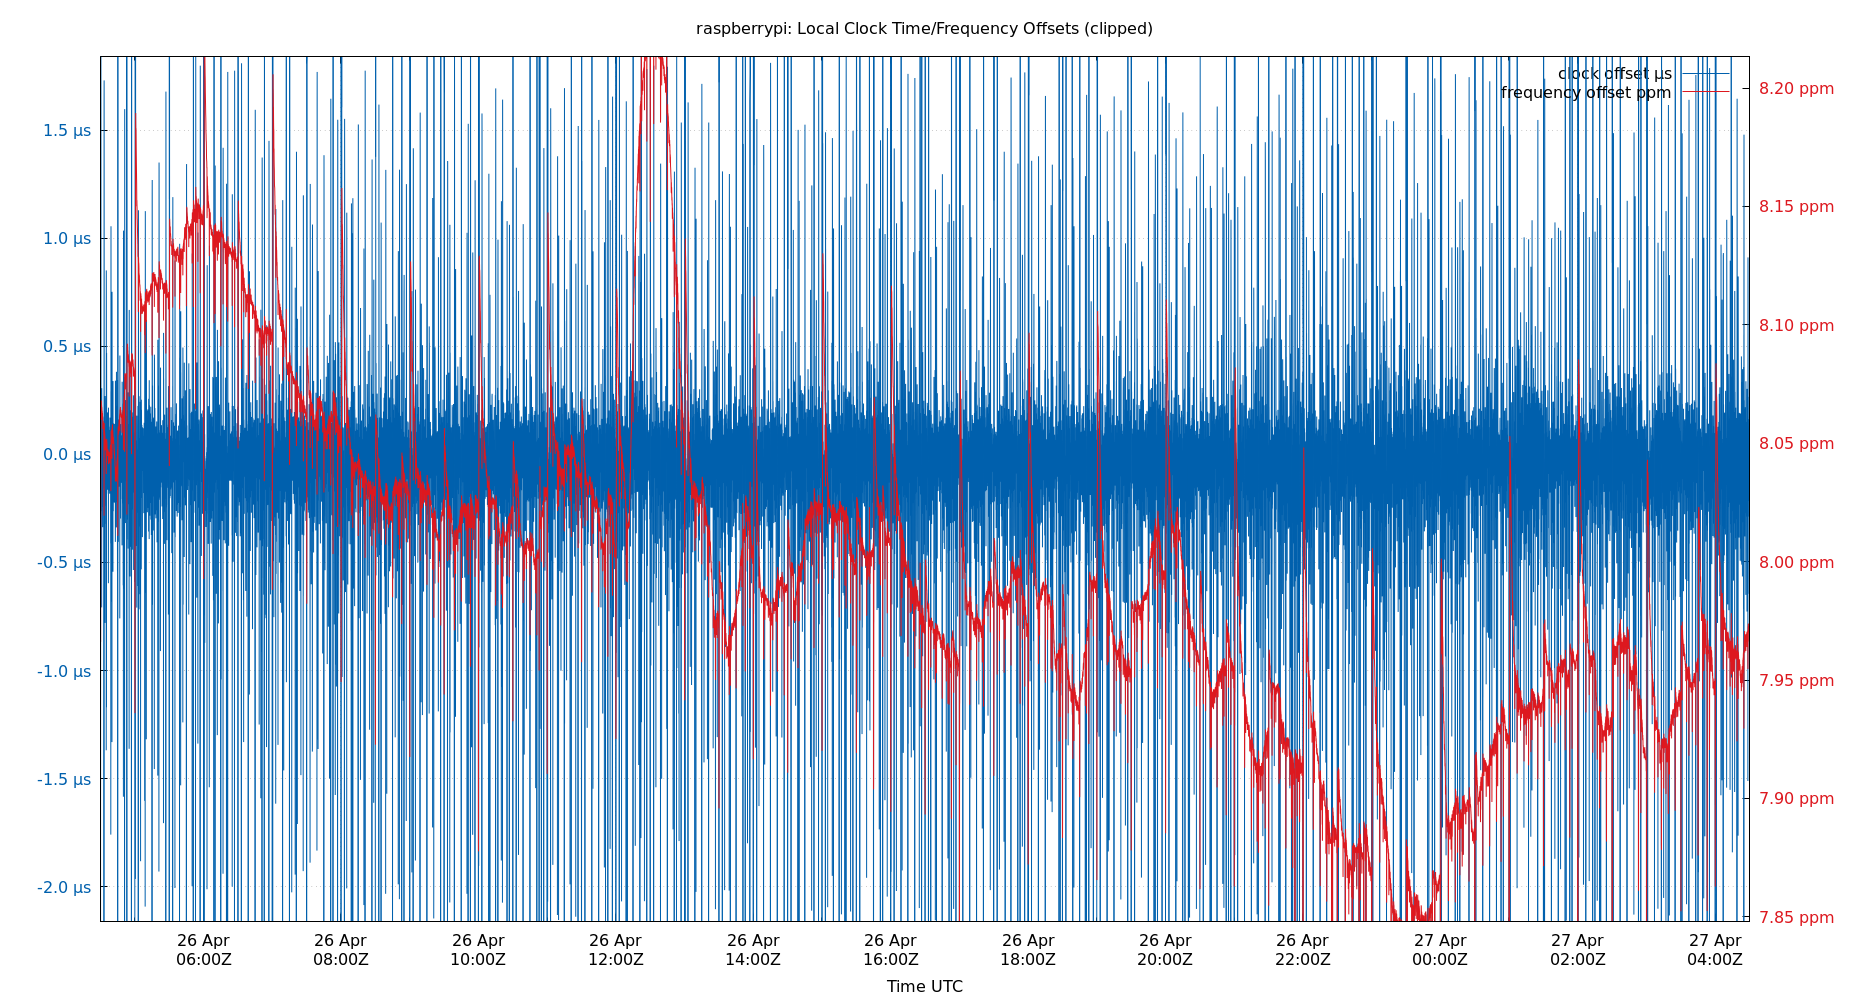 raspberrypi: Local Clock Time/Frequency Offsets (clipped)
clock offset µs
frequency offset ppm
1.5 µs
1.0 µs
0.5 µs
0.0 µs
-0.5 µs
-1.0 µs
-1.5 µs
-2.0 µs
8.20 ppm
8.15 ppm
8.10 ppm
8.05 ppm
8.00 ppm
7.95 ppm
7.90 ppm
7.85 ppm
26 Apr 26 Apr 26 Apr 26 Apr 26 Apr 26 Apr 26 Apr 26 Apr 26 Apr 27 Apr 27 Apr 27 Apr
06:00Z 08:00Z 10:00Z 12:00Z 14:00Z 16:00Z 18:00Z 20:00Z 22:00Z 00:00Z 02:00Z 04:00Z
Time UTC